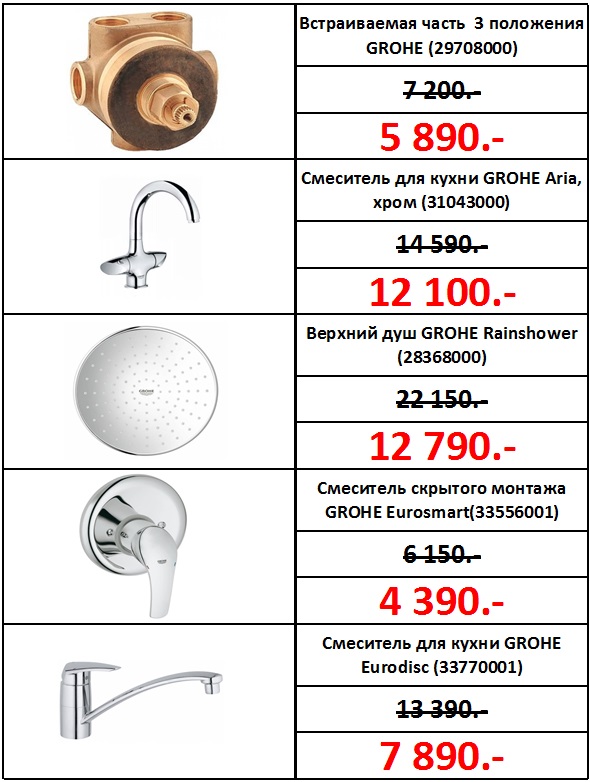 Встраиваемая часть 3 положения
GROHE (29708000)
7 200.-
5 890.-
Смеситель для кухни GROHE Aria,
хром (31043000)
14 590.-
12 100.-
GROHE
Верхний душ GROHE Rainshower
(28368000)
22 150.-
12 790.-
GROHE
Смеситель скрытого монтажа
GROHE Eurosmart(33556001)
6 150.-
4 390.-
Смеситель для кухни GROHE
Eurodisc (33770001)
13 390.-
7 890.-